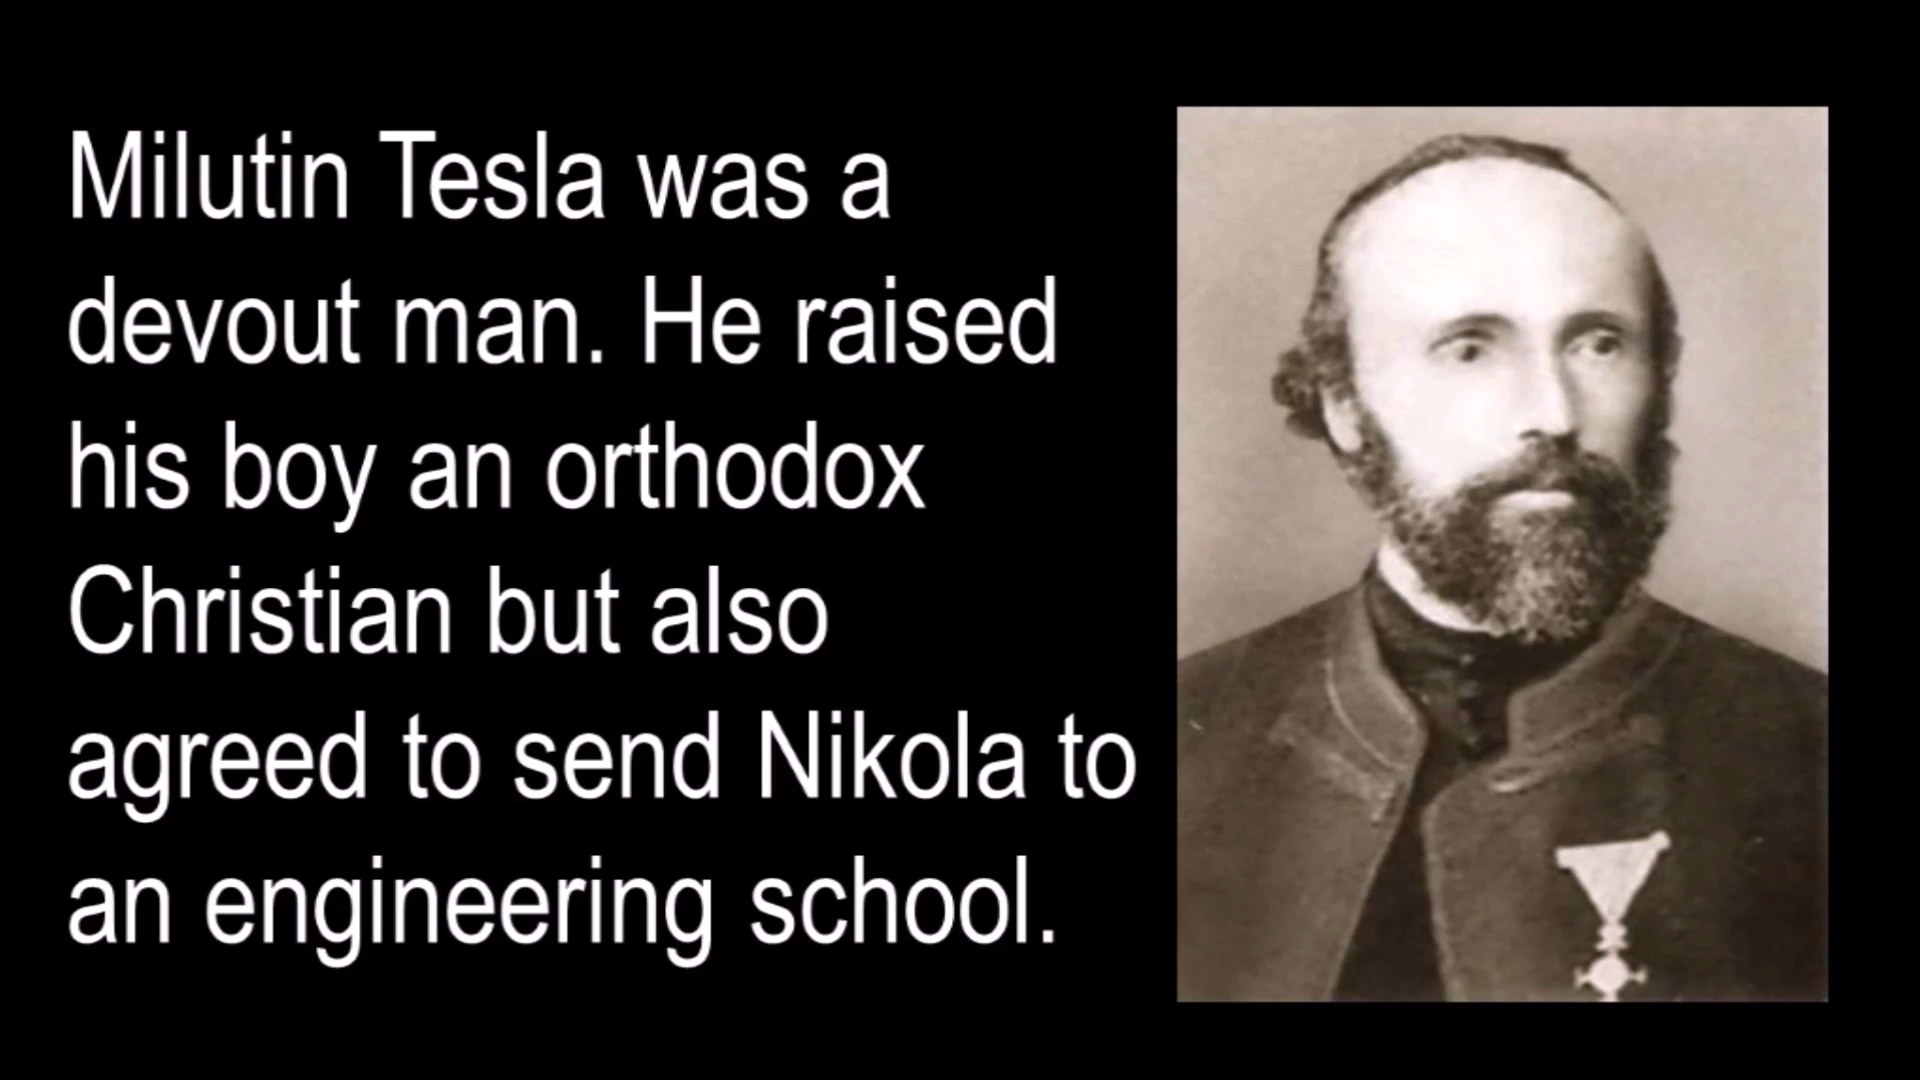 Milutin Tesla was a
devout man. He raised
his boy an orthodox
Christian but also
agreed to send Nikola to
an engineering school.